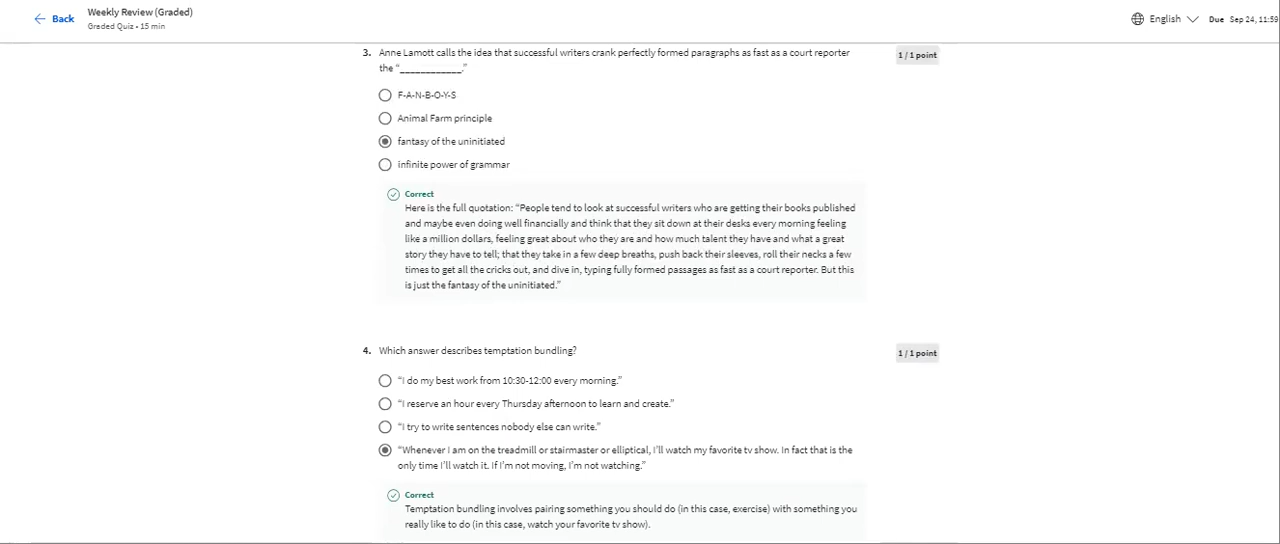 Back
Weekly Review (Graded)
Graded Quiz • 15 min
English
Due Sep 24, 11:59
3. Anne Lamott calls the idea that successful writers crank perfectly formed paragraphs as fast as a court reporter
the "____________."
1 / 1 point
F-A-N-B-O-Y-S
Animal Farm principle
fantasy of the uninitiated
infinite power of grammar
Correct
Here is the full quotation: "People tend to look at successful writers who are getting their books published
and maybe even doing well financially and think that they sit down at their desks every morning feeling
like a million dollars, feeling great about who they are and how much talent they have and what a great
story they have to tell; that they take in a few deep breaths, push back their sleeves, roll their necks a few
times to get all the cricks out, and dive in, typing fully formed passages as fast as a court reporter. But this
is just the fantasy of the uninitiated."
4. Which answer describes temptation bundling?
1 / 1 point
"I do my best work from 10:30-12:00 every morning."
"I reserve an hour every Thursday afternoon to learn and create."
"I try to write sentences nobody else can write."
"Whenever I am on the treadmill or stairmaster or elliptical, I'll watch my favorite tv show. In fact that is the
only time I'll watch it. If I'm not moving, I'm not watching."
Correct
Temptation bundling involves pairing something you should do (in this case, exercise) with something you
really like to do (in this case, watch your favorite tv show).